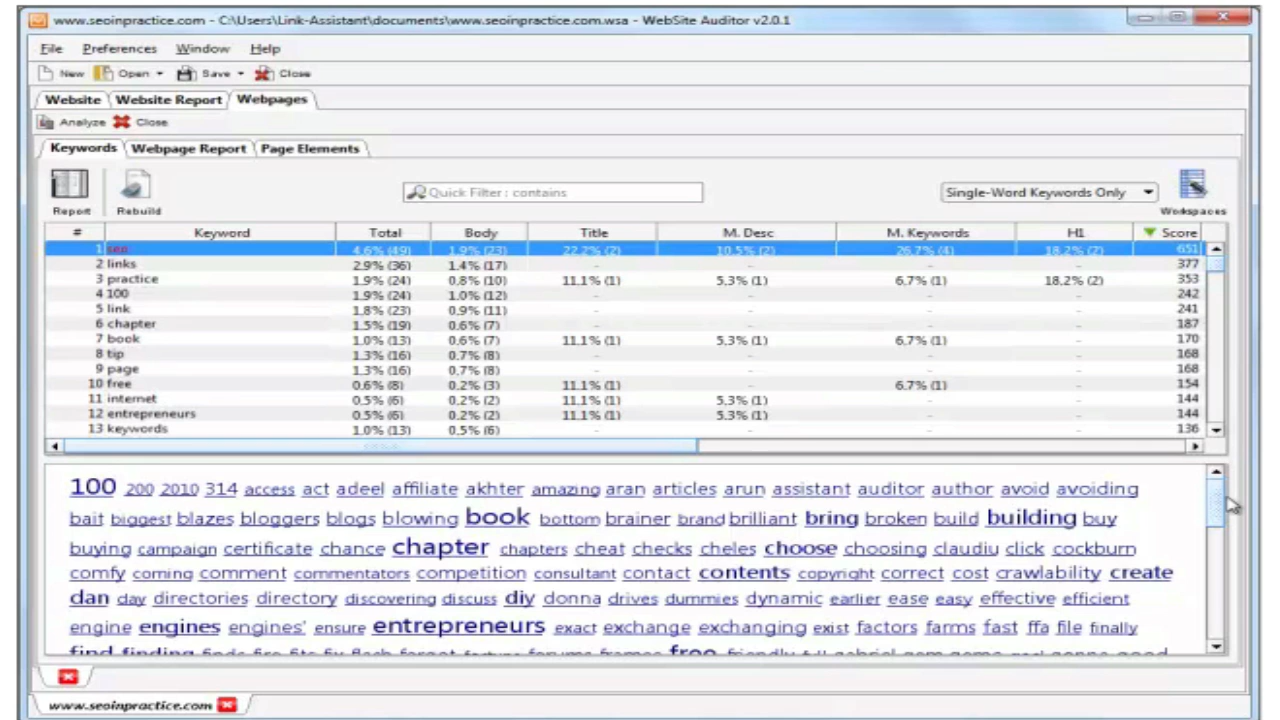 www.seoinpractice.com - C:\Users\Link-Assistant\documents\www.seoinpractice.com.wsa - WebSite Auditor v2.0.1
File Preferences Window Help
New Open Save Close
Website Website Report Webpages
Analyze Close
Keywords Webpage Report Page Elements
Quick Filter : contains Single-Word Keywords Only
Report Rebuild Workspaces
# Keyword Total Body Title M. Desc M. Keywords H1 Score
1 seo 4.6% (49) 1.9% (23) 22.2% (2) 10.5% (2) 26.7% (4) 18.2% (2) 651
2 links 2.9% (36) 1.4% (17) - - - - 377
3 practice 1.9% (24) 0.8% (10) 11.1% (1) 5.3% (1) 6.7% (1) 18.2% (2) 353
4 100 1.9% (24) 1.0% (12) - - - - 242
5 link 1.8% (23) 0.9% (11) - - - - 241
6 chapter 1.5% (19) 0.6% (7) - - - - 187
7 book 1.0% (13) 0.6% (7) 11.1% (1) 5.3% (1) 6.7% (1) - 170
8 tip 1.3% (16) 0.7% (8) - - - - 168
9 page 1.3% (16) 0.7% (8) - - - - 168
10 free 0.6% (8) 0.2% (3) 11.1% (1) - 6.7% (1) - 154
11 internet 0.5% (6) 0.2% (2) 11.1% (1) 5.3% (1) - - 144
12 entrepreneurs 0.5% (6) 0.2% (2) 11.1% (1) 5.3% (1) - - 144
13 keywords 1.0% (13) 0.5% (6) - - - - 136
100 200 2010 314 access act adeel affiliate akhter amazing aran articles arun assistant auditor author avoid avoiding
bait biggest blazes bloggers blogs blowing book bottom brainer brand brilliant bring broken build building buy
buying campaign certificate chance chapter chapters cheat checks cheles choose choosing claudiu click cockburn
comfy coming comment commentators competition consultant contact contents copyright correct cost crawlability create
dan day directories directory discovering discuss diy donna drives dummies dynamic earlier ease easy effective efficient
engine engines engines' ensure entrepreneurs exact exchange exchanging exist factors farms fast ffa file finally
find finding free
www.seoinpractice.com